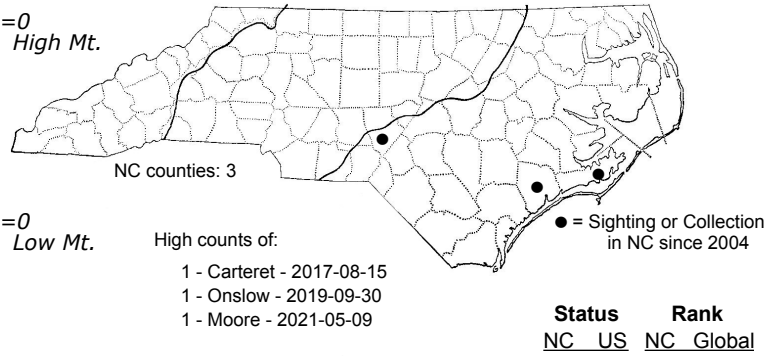 =0
High Mt.
NC counties: 3
=0
Low Mt.
High counts of:
1 - Carteret - 2017-08-15
1 - Onslow - 2019-09-30
1 - Moore - 2021-05-09
● = Sighting or Collection
in NC since 2004
Status Rank
NC US NC Global